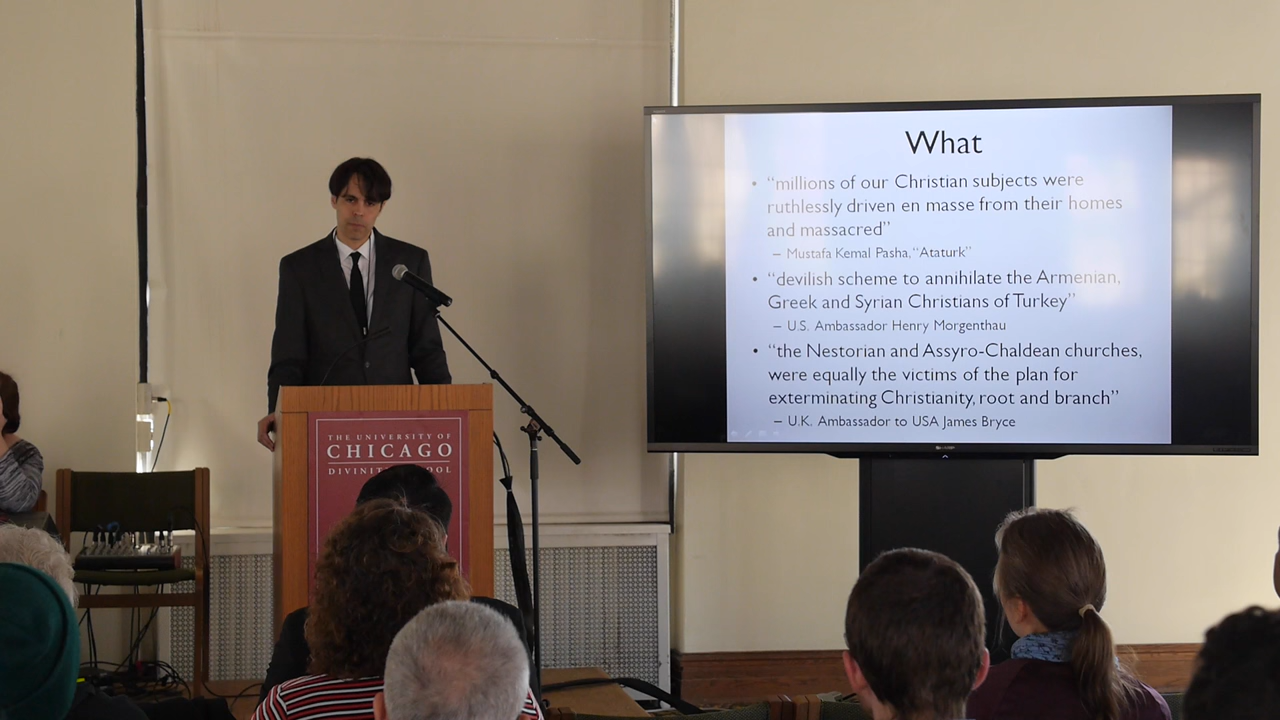 THE UNIVERSITY OF
CHICAGO
What
• “millions of our Christian subjects were
ruthlessly driven en masse from their homes
and massacred”
– Mustafa Kemal Pasha, “Ataturk”
• “devilish scheme to annihilate the Armenian,
Greek and Syrian Christians of Turkey”
– U.S. Ambassador Henry Morgenthau
• “the Nestorian and Assyro-Chaldean churches,
were equally the victims of the plan for
exterminating Christianity, root and branch”
– U.K. Ambassador to USA James Bryce
SHARP